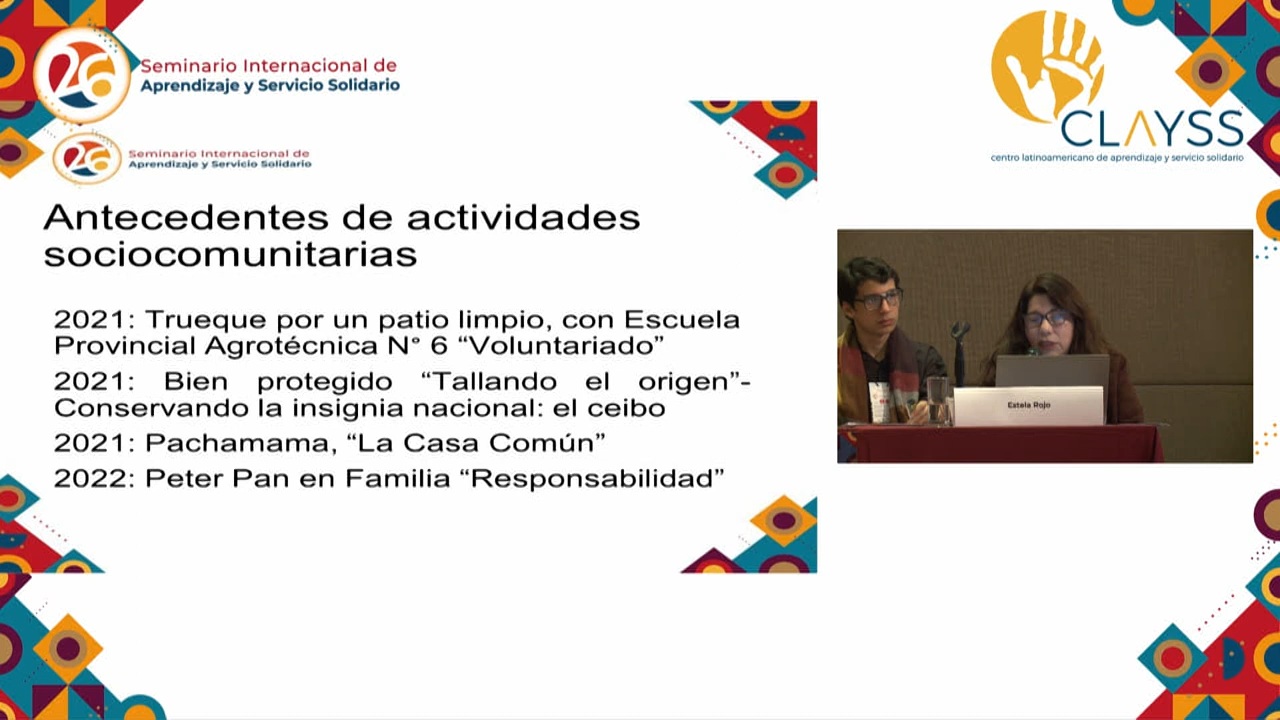 26
Seminario Internacional de
Aprendizaje y Servicio Solidario
26
Seminario Internacional de
Aprendizaje y Servicio Solidario
CLAYSS
centro latinoamericano de aprendizaje y servicio solidario
Antecedentes de actividades
sociocomunitarias
2021: Trueque por un patio limpio, con Escuela
Provincial Agrotécnica N° 6 “Voluntariado”
2021: Bien protegido “Tallando el origen”-
Conservando la insignia nacional: el ceibo
2021: Pachamama, “La Casa Común”
2022: Peter Pan en Familia “Responsabilidad”
Estela Rojo